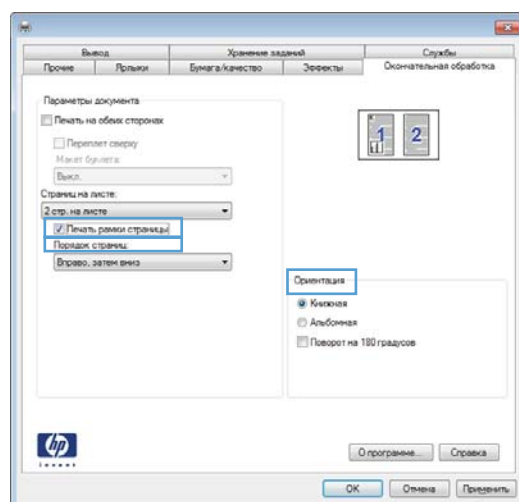 Вывод Хранение заданий Службы
Прочие Ярлыки Бумага/качество Эффекты Окончательная обработка
Параметры документа
Печать на обеих сторонах
Переплет сверху
Макет буклета:
Выкл.
Страниц на листе:
2 стр. на листе
Печать рамки страницы
Порядок страниц:
Вправо, затем вниз
1 2
Ориентация
Книжная
Альбомная
Поворот на 180 градусов
hp
invent
О программе... Справка
OK Отмена Применить